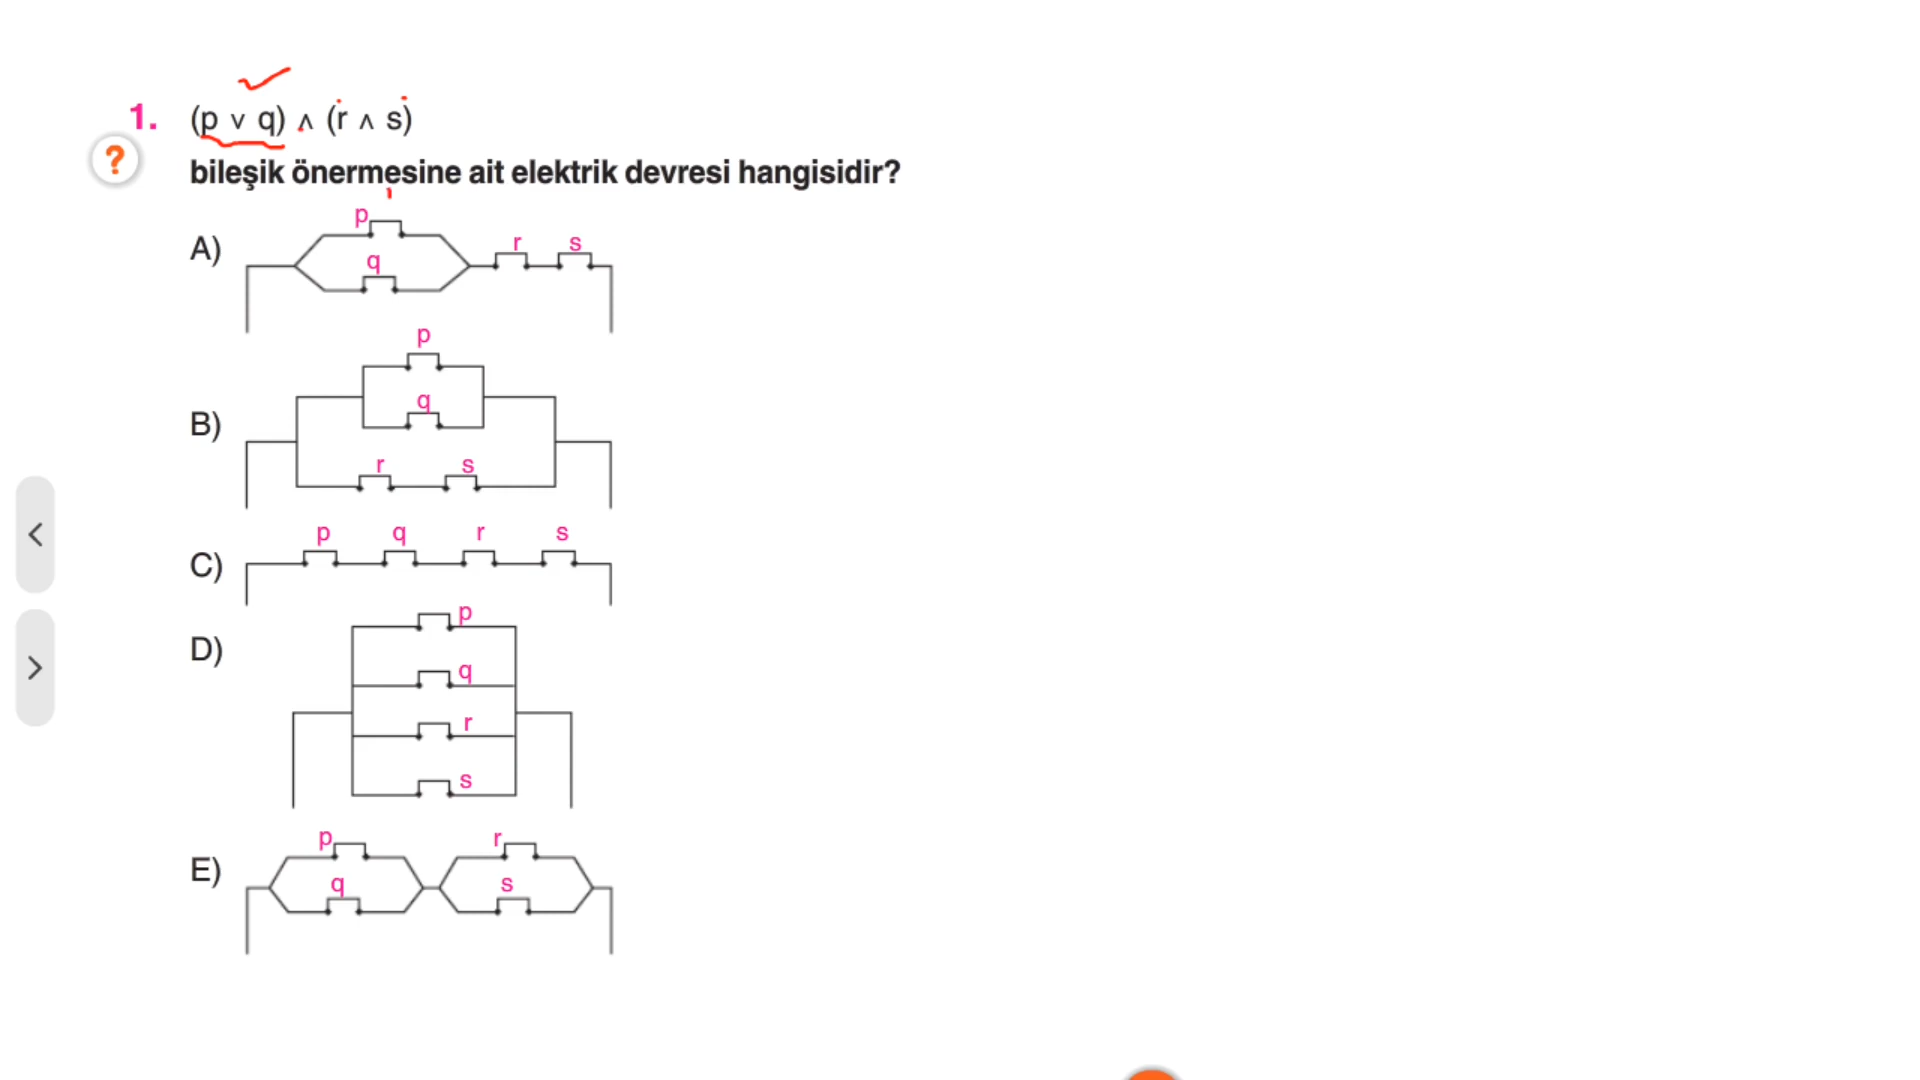 1. (p ∨ q) ∧ (r ∧ s)
?
bileşik önermesine ait elektrik devresi hangisidir?
A) p q r s
B) p q r s
C) p q r s
D) p q r s
E) p q r s